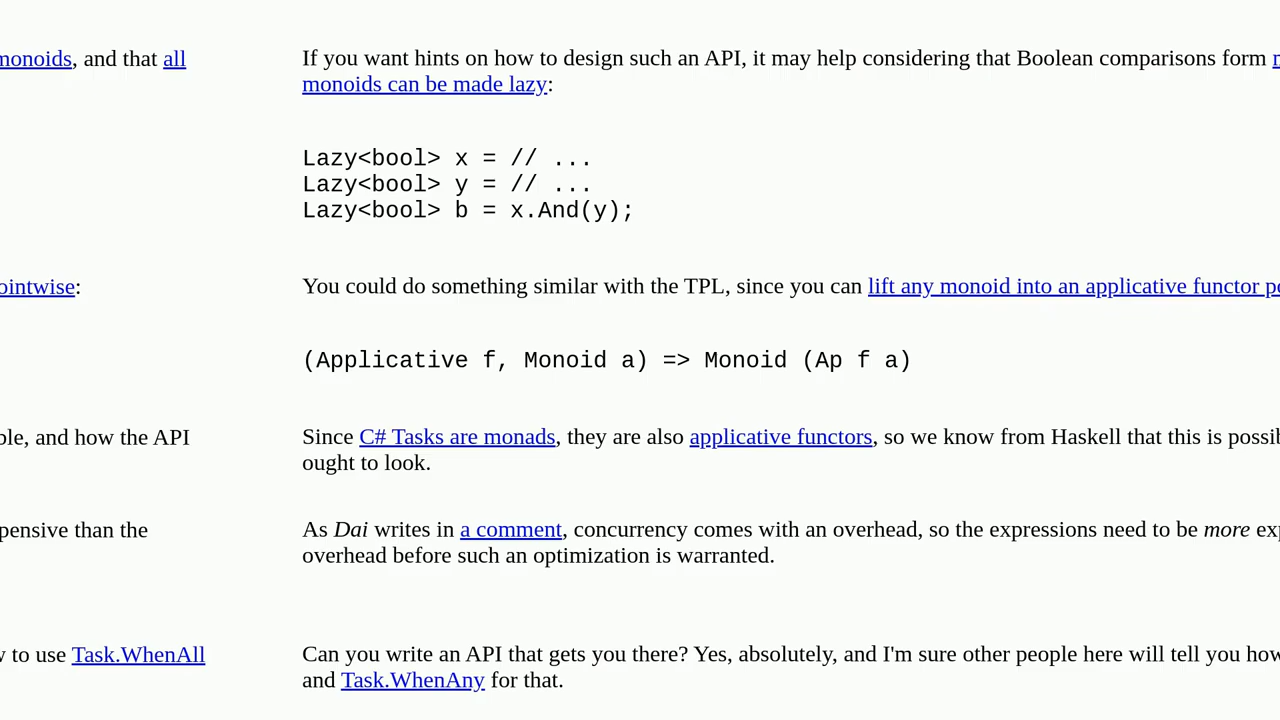 monoids, and that all
If you want hints on how to design such an API, it may help considering that Boolean comparisons form
monoids can be made lazy:
Lazy<bool> x = // ...
Lazy<bool> y = // ...
Lazy<bool> b = x.And(y);
ointwise:
You could do something similar with the TPL, since you can lift any monoid into an applicative functor po
(Applicative f, Monoid a) => Monoid (Ap f a)
ble, and how the API
Since C# Tasks are monads, they are also applicative functors, so we know from Haskell that this is possib
ought to look.
pensive than the
As Dai writes in a comment, concurrency comes with an overhead, so the expressions need to be more exp
overhead before such an optimization is warranted.
to use Task.WhenAll
Can you write an API that gets you there? Yes, absolutely, and I'm sure other people here will tell you how
and Task.WhenAny for that.